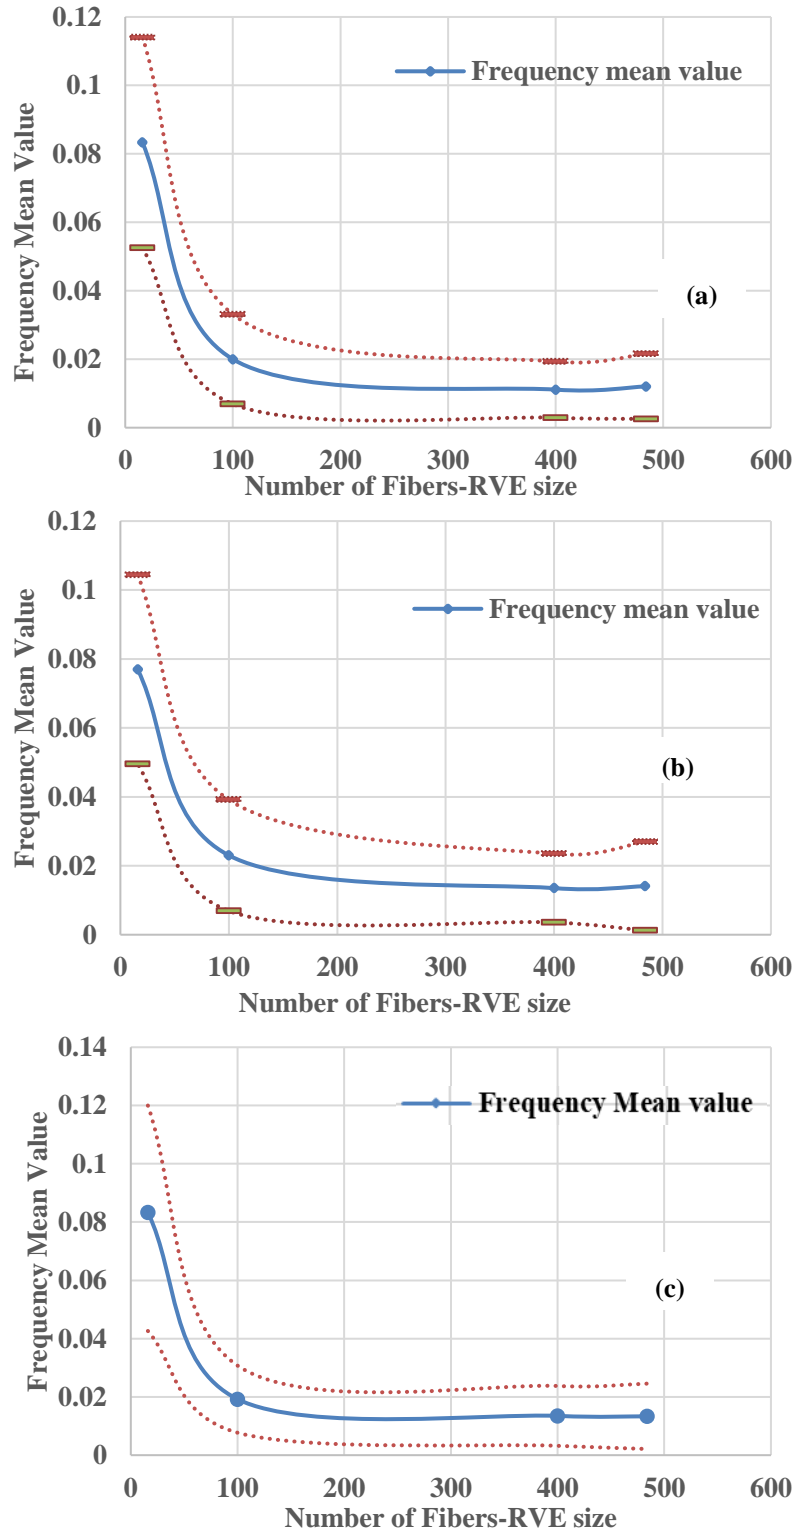 0.12
Frequency mean value
0.1
0.08
0.06
0.04
(a)
0.02
0
Frequency Mean Value
0 100 200 300 400 500 600
Number of Fibers-RVE size
0.12
0.1
Frequency mean value
0.08
0.06
(b)
0.04
0.02
0
Frequency Mean Value
0 100 200 300 400 500 600
Number of Fibers-RVE size
0.14
0.12
Frequency Mean value
0.1
0.08
0.06
(c)
0.04
0.02
0
Frequency Mean Value
0 100 200 300 400 500 600
Number of Fibers-RVE size